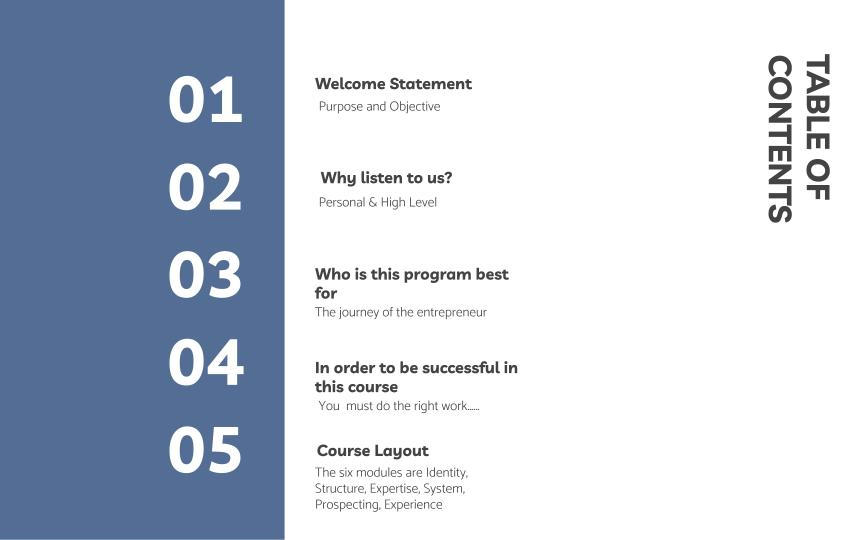 TABLE OF
CONTENTS
01
Welcome Statement
Purpose and Objective
02
Why listen to us?
Personal & High Level
03
Who is this program best
for
The journey of the entrepreneur
04
In order to be successful in
this course
You  must do the right work......
05
Course Layout
The six modules are Identity,
Structure, Expertise, System,
Prospecting, Experience